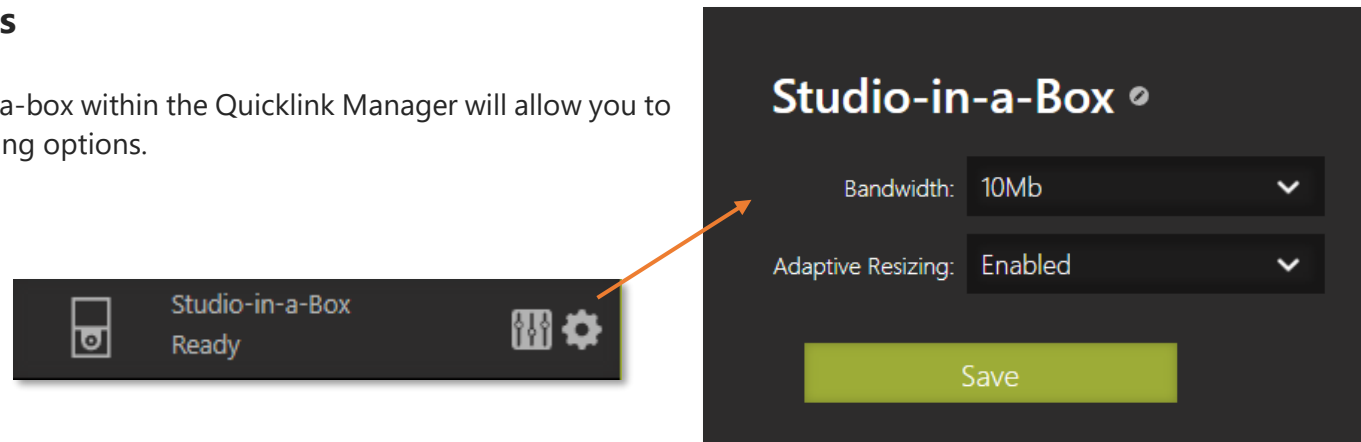 s
a-box within the Quicklink Manager will allow you to
ng options.
Studio-in-a-Box
Ready
Studio-in-a-Box
Bandwidth: 10Mb
Adaptive Resizing: Enabled
Save